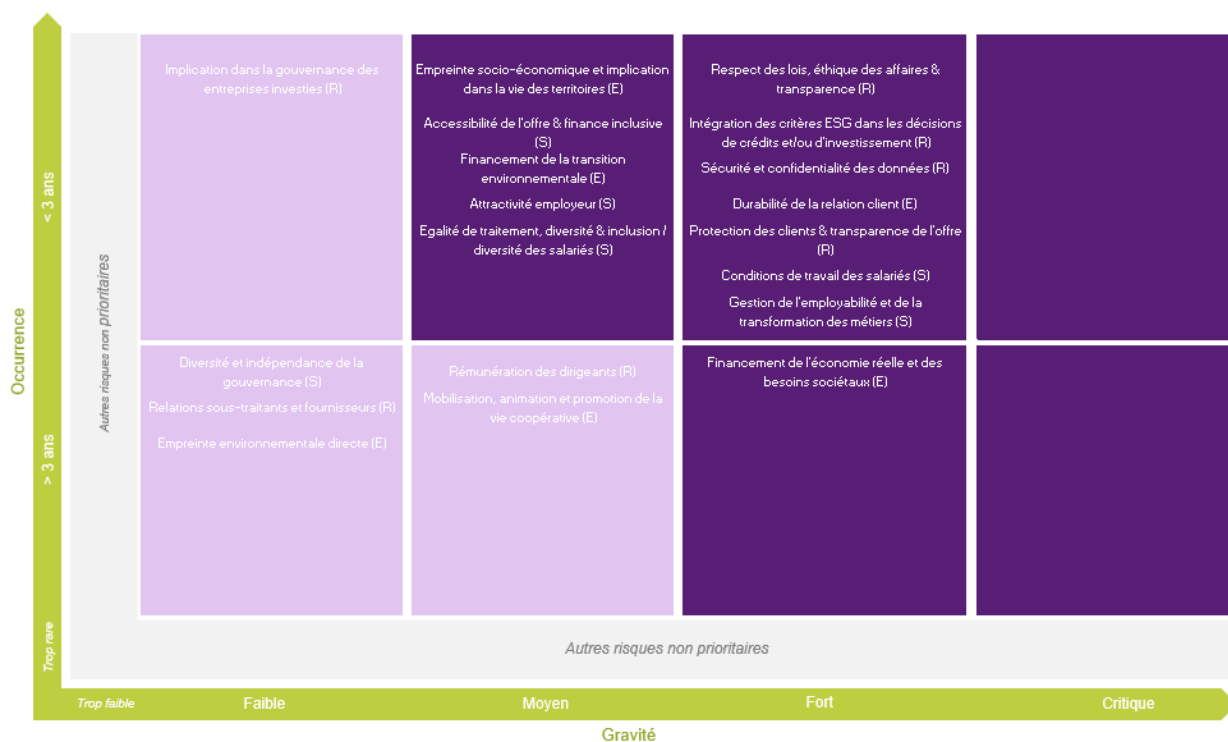 Occurrence
< 3 ans
> 3 ans
Trop rare
Autres risques non prioritaires
Implication dans la gouvernance des
entreprises investies (R)
Empreinte socio-économique et implication
dans la vie des territoires (E)
Accessibilité de l'offre & finance inclusive
(S)
Financement de la transition
environnementale (E)
Attractivité employeur (S)
Egalité de traitement, diversité & inclusion /
diversité des salariés (S)
Respect des lois, éthique des affaires &
transparence (R)
Intégration des critères ESG dans les décisions
de crédits et/ou d'investissement (R)
Sécurité et confidentialité des données (R)
Durabilité de la relation client (E)
Protection des clients & transparence de l'offre
(R)
Conditions de travail des salariés (S)
Gestion de l'employabilité et de la
transformation des métiers (S)
Diversité et indépendance de la
gouvernance (S)
Relations sous-traitants et fournisseurs (R)
Empreinte environnementale directe (E)
Rémunération des dirigeants (R)
Mobilisation, animation et promotion de la
vie coopérative (E)
Financement de l'économie réelle et des
besoins sociétaux (E)
Autres risques non prioritaires
Trop faible
Faible
Moyen
Fort
Critique
Gravité